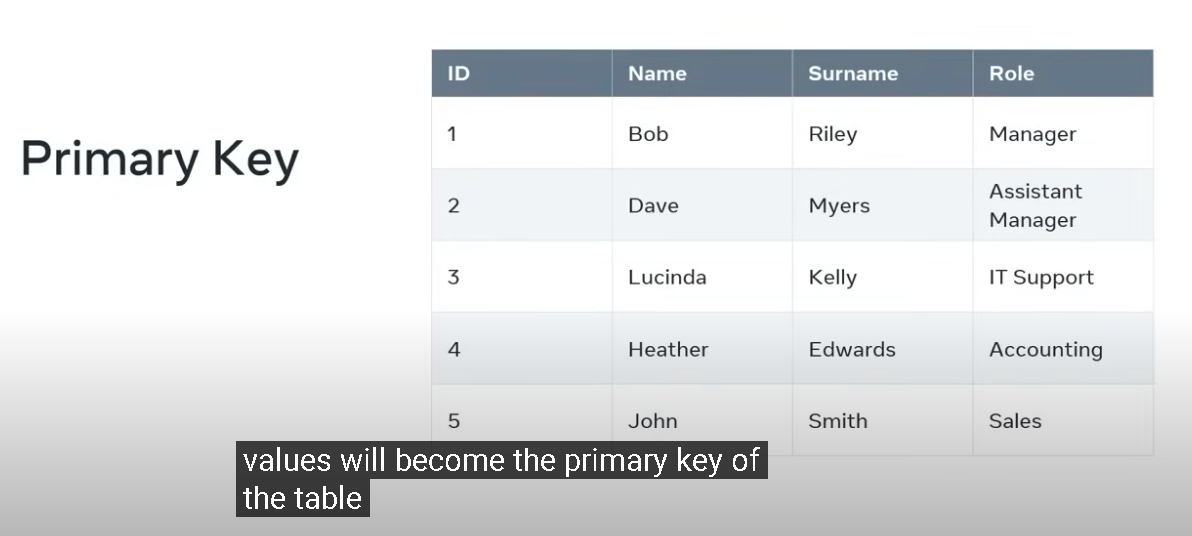 Primary Key
ID Name Surname Role
1 Bob Riley Manager
2 Dave Myers Assistant
Manager
3 Lucinda Kelly IT Support
4 Heather Edwards Accounting
5 John Smith Sales
values will become the primary key of
the table